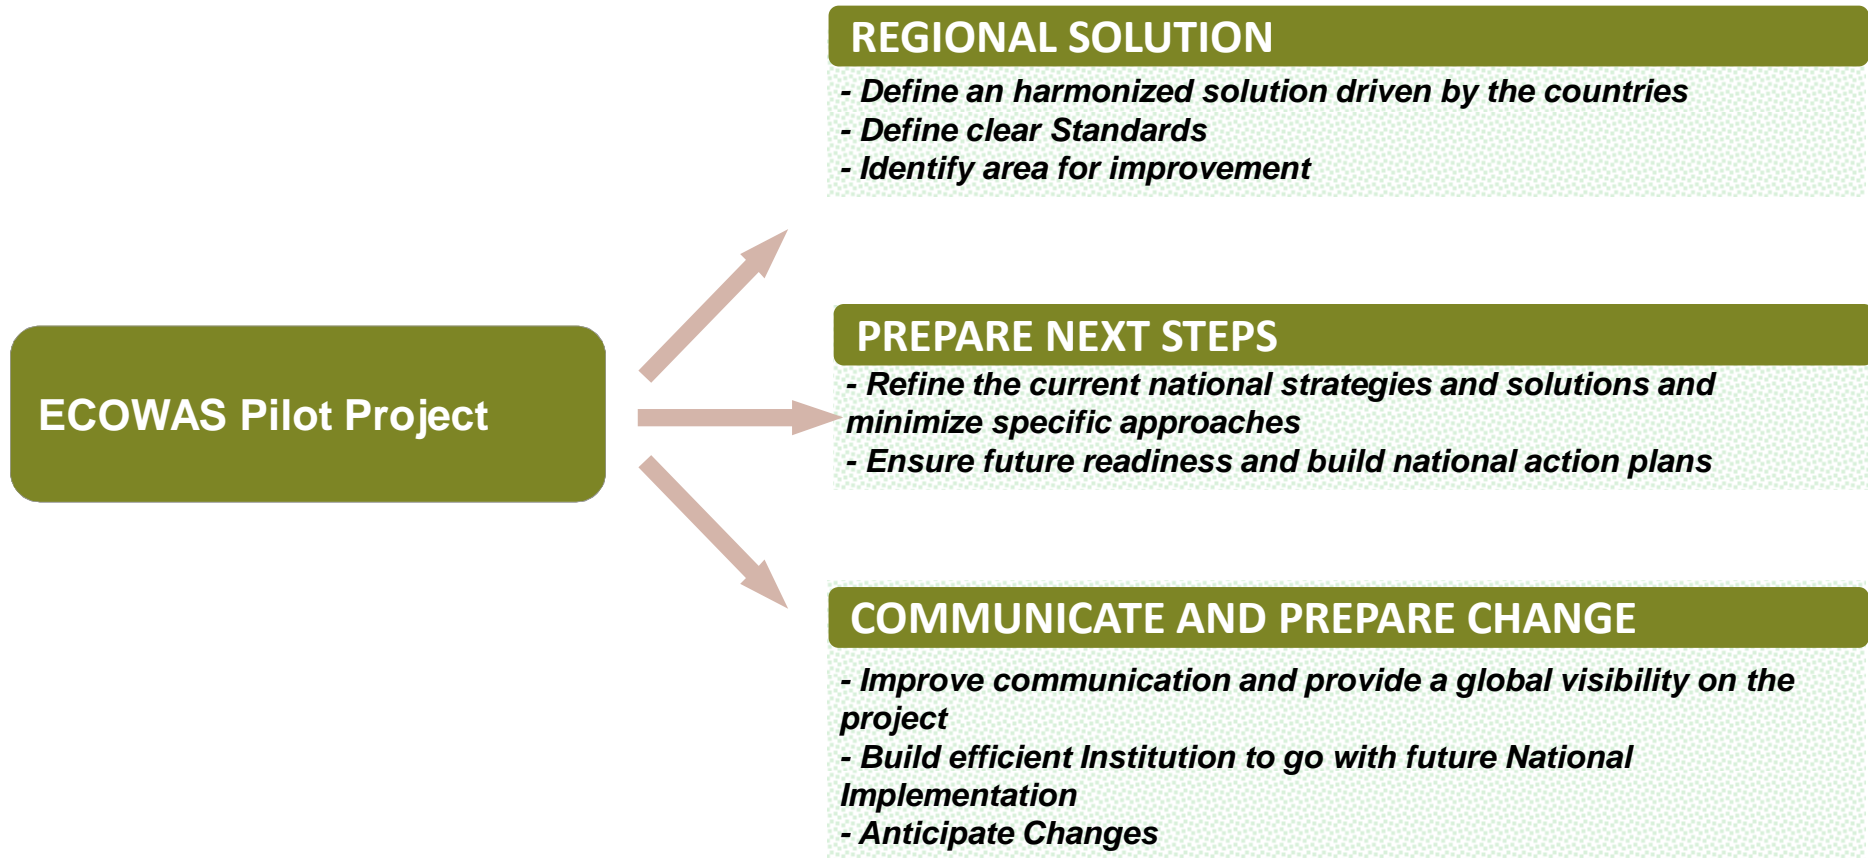 REGIONAL SOLUTION
- Define an harmonized solution driven by the countries
- Define clear Standards
- Identify area for improvement
ECOWAS Pilot Project
PREPARE NEXT STEPS
- Refine the current national strategies and solutions and
minimize specific approaches
- Ensure future readiness and build national action plans
COMMUNICATE AND PREPARE CHANGE
- Improve communication and provide a global visibility on the
project
- Build efficient Institution to go with future National
Implementation
- Anticipate Changes